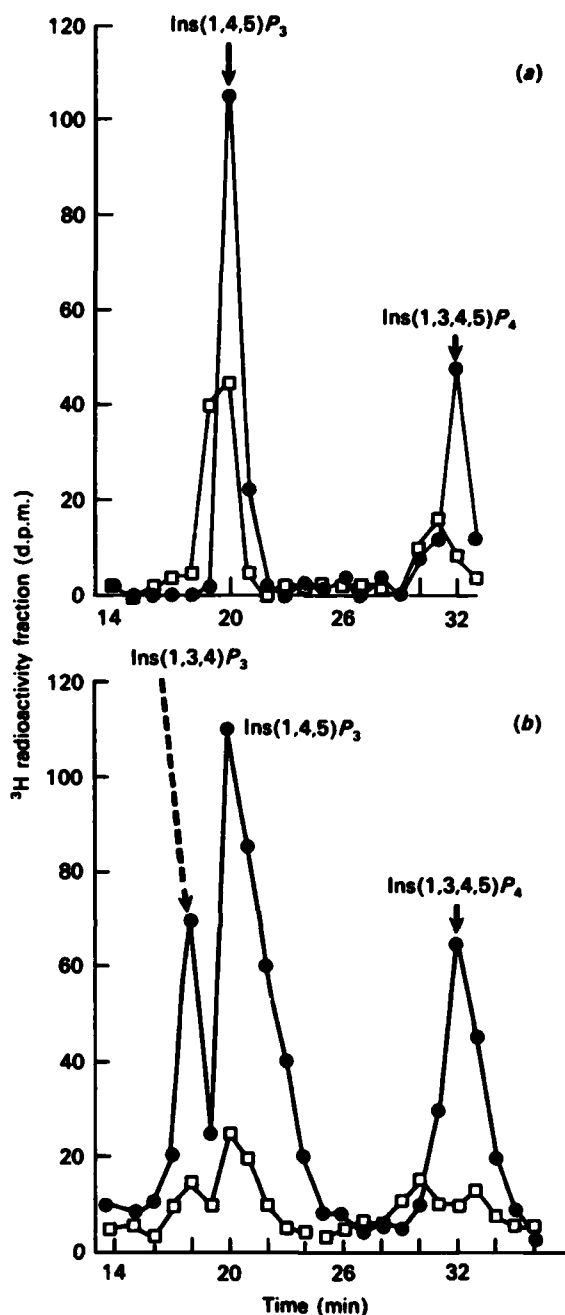 Ins(1,4,5)P3
(a)
120
100
80
60
40
20
0
Ins(1,3,4,5)P4
14
20
26
32
³H radioactivity fraction (d.p.m.)
Ins(1,3,4)P3
(b)
120
Ins(1,4,5)P3
100
80
60
40
20
0
Ins(1,3,4,5)P4
14
20
26
32
Time (min)